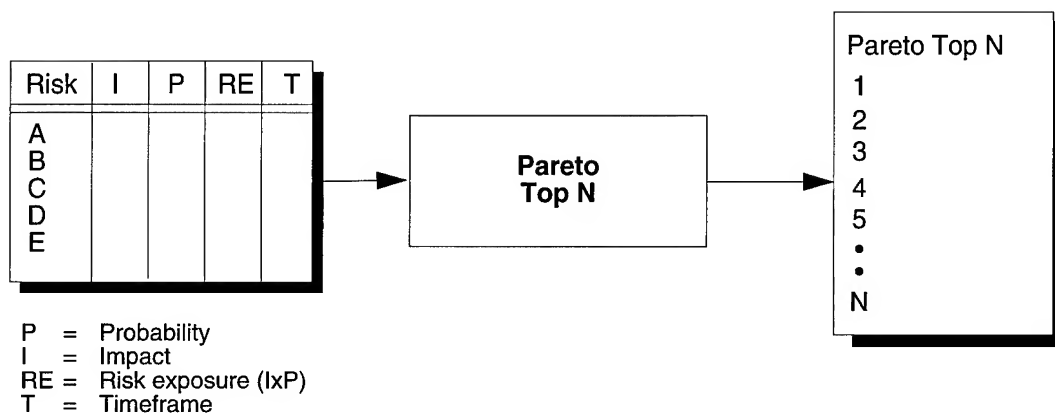 Risk I P RE T
A
B
C
D
E
Pareto
Top N
Pareto Top N
1
2
3
4
5
•
•
N
P = Probability
I = Impact
RE = Risk exposure (IxP)
T = Timeframe